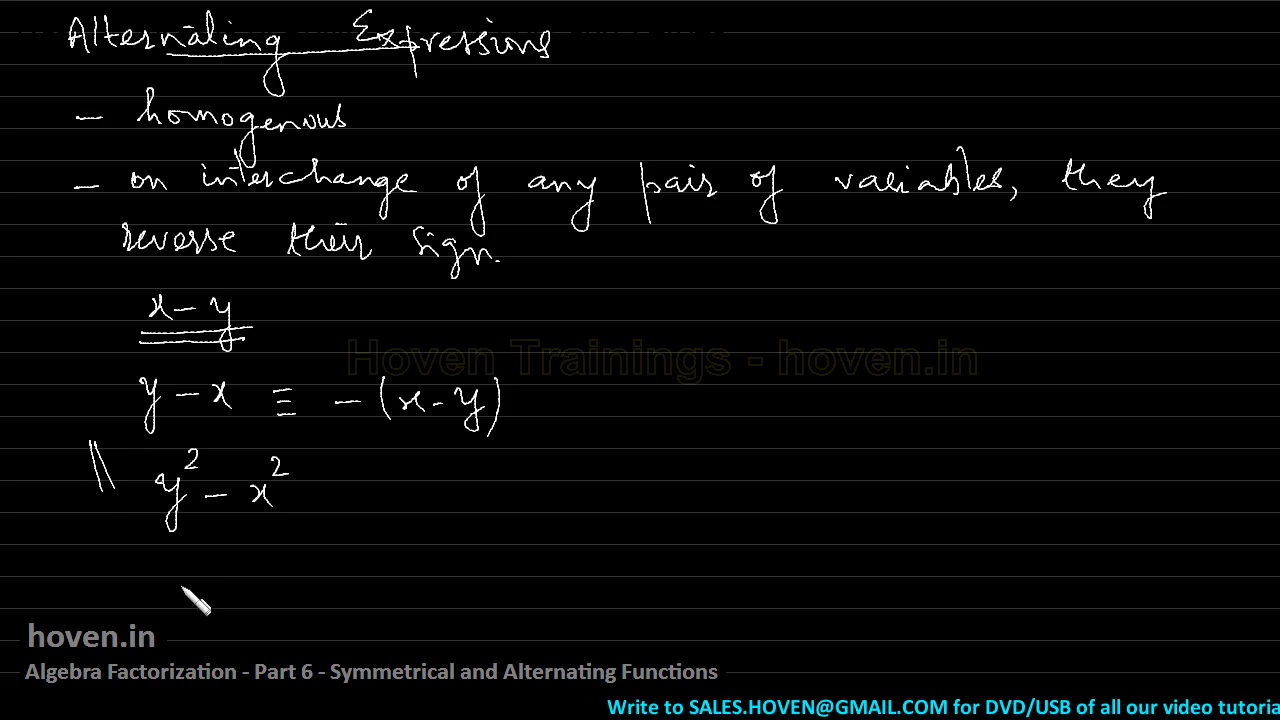 Alternating Expressions
- homogenous
- on interchange of any pair of variables, they
reverse their sign.
x - y
y - x ≡ - (x - y)
\\ y² - x²
Hoven Trainings - hoven.in
hoven.in
Algebra Factorization - Part 6 - Symmetrical and Alternating Functions
Write to SALES.HOVEN@GMAIL.COM for DVD/USB of all our video tutoria